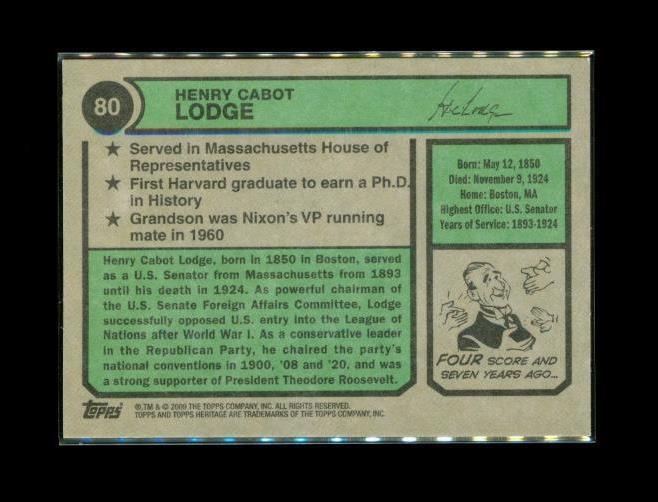 80
HENRY CABOT
LODGE
H C Lodge
★ Served in Massachusetts House of
Representatives
★ First Harvard graduate to earn a Ph.D.
in History
★ Grandson was Nixon's VP running
mate in 1960
Henry Cabot Lodge, born in 1850 in Boston, served
as a U.S. Senator from Massachusetts from 1893
until his death in 1924. As powerful chairman of
the U.S. Senate Foreign Affairs Committee, Lodge
successfully opposed U.S. entry into the League of
Nations after World War I. As a conservative leader
in the Republican Party, he chaired the party's
national conventions in 1900, '08 and '20, and was
a strong supporter of President Theodore Roosevelt.
Born: May 12, 1850
Died: November 9, 1924
Home: Boston, MA
Highest Office: U.S. Senator
Years of Service: 1893-1924
FOUR SCORE AND
SEVEN YEARS AGO...
Topps
®,TM & © 2009 THE TOPPS COMPANY, INC. ALL RIGHTS RESERVED.
TOPPS AND TOPPS HERITAGE ARE TRADEMARKS OF THE TOPPS COMPANY, INC.